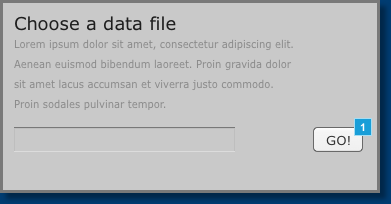 Choose a data file
Lorem ipsum dolor sit amet, consectetur adipiscing elit.
Aenean euismod bibendum laoreet. Proin gravida dolor
sit amet lacus accumsan et viverra justo commodo.
Proin sodales pulvinar tempor.
1
GO!